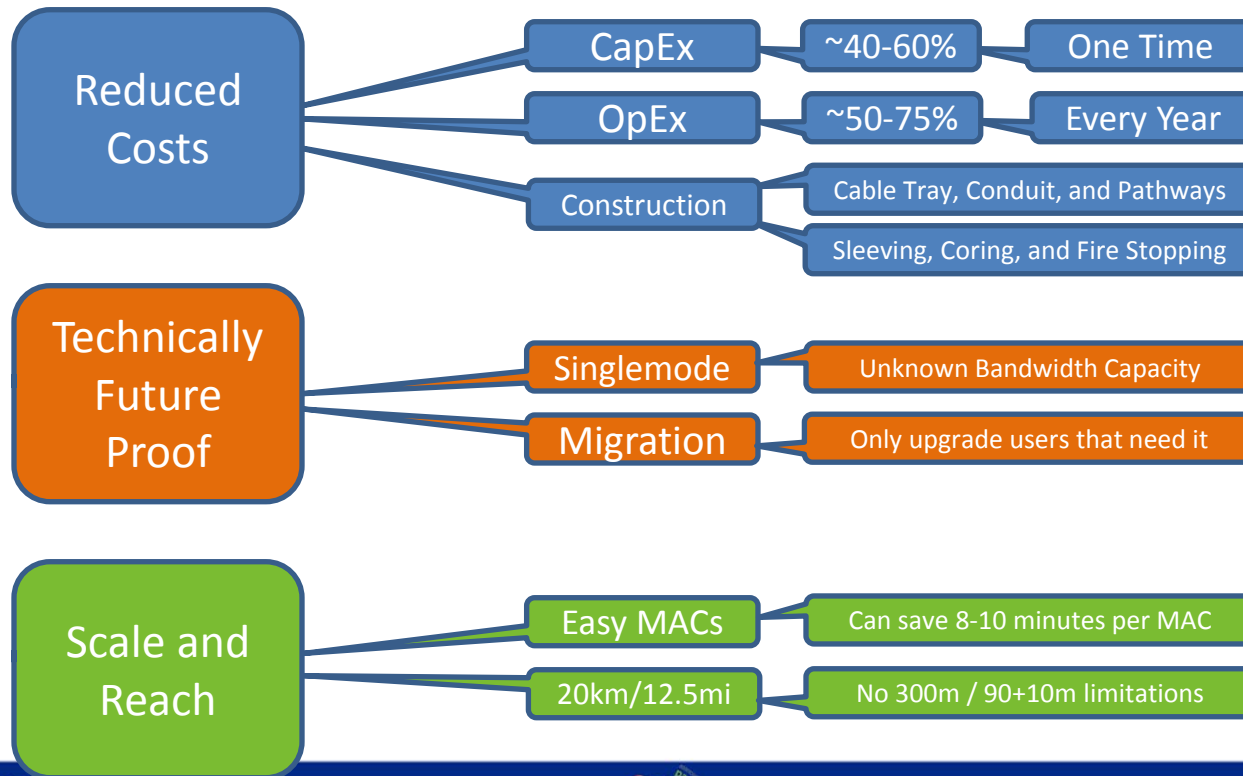 Reduced
Costs
CapEx
~40-60%
One Time
OpEx
~50-75%
Every Year
Construction
Cable Tray, Conduit, and Pathways
Sleeving, Coring, and Fire Stopping
Technically
Future
Proof
Singlemode
Unknown Bandwidth Capacity
Migration
Only upgrade users that need it
Scale and
Reach
Easy MACs
Can save 8-10 minutes per MAC
20km/12.5mi
No 300m / 90+10m limitations